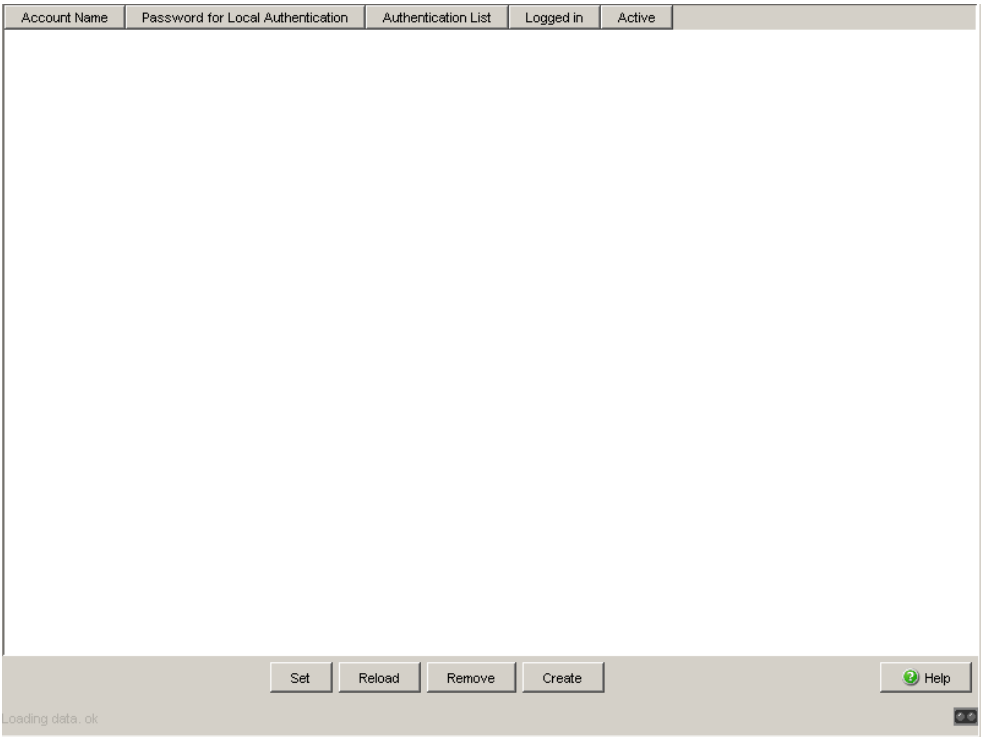 Account Name Password for Local Authentication Authentication List Logged in Active
Set Reload Remove Create Help
Loading data. ok